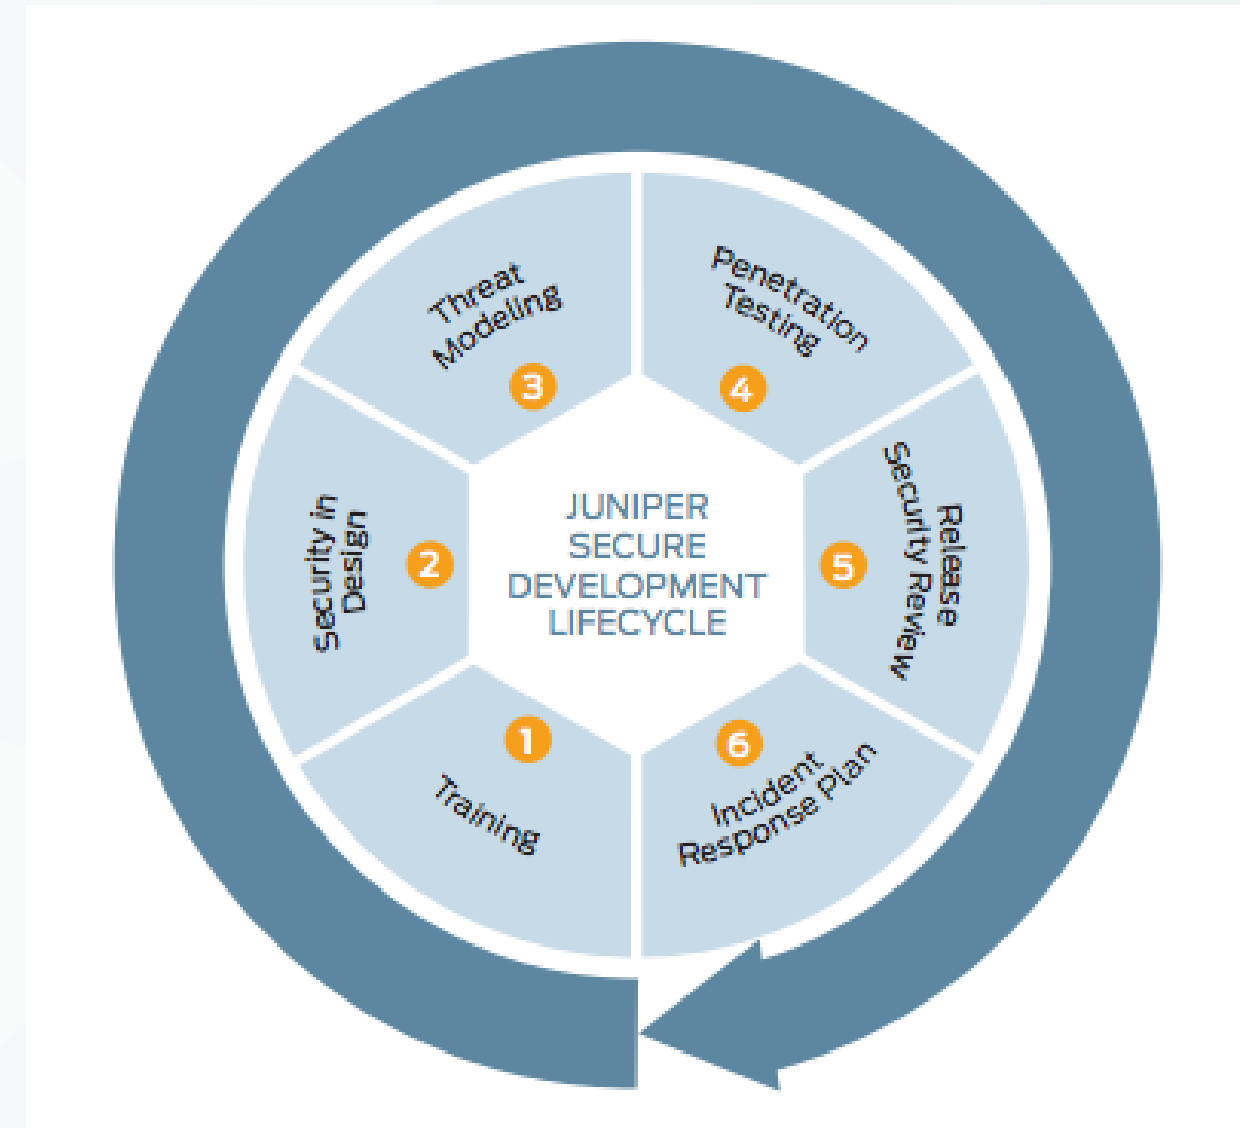 JUNIPER
SECURE
DEVELOPMENT
LIFECYCLE
1
Training
2
Security in
Design
3
Threat
Modeling
4
Penetration
Testing
5
Release
Security Review
6
Incident
Response Plan